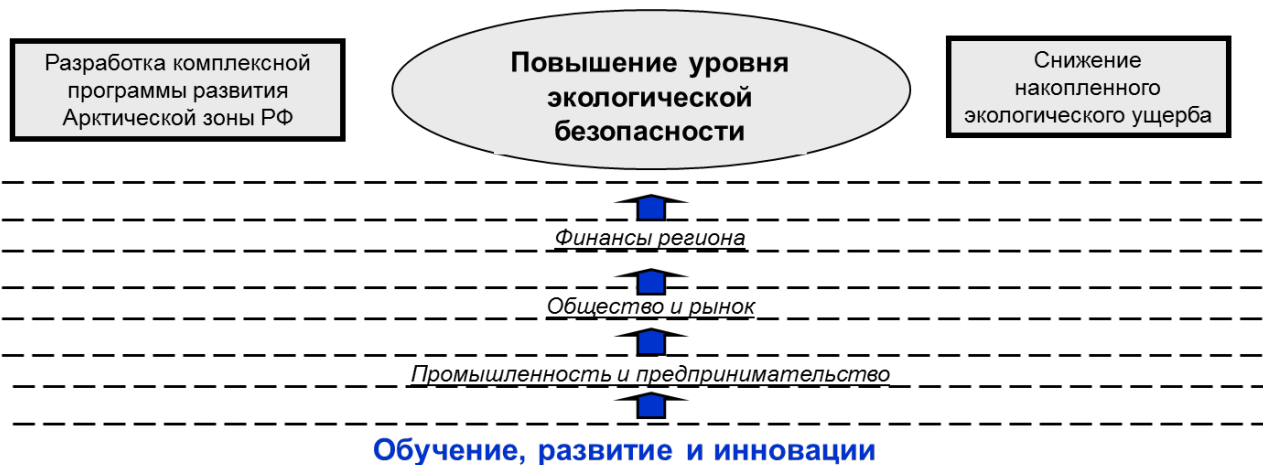 Разработка комплексной
программы развития
Арктической зоны РФ
Повышение уровня
экологической
безопасности
Снижение
накопленного
экологического ущерба
Финансы региона
Общество и рынок
Промышленность и предпринимательство
Обучение, развитие и инновации